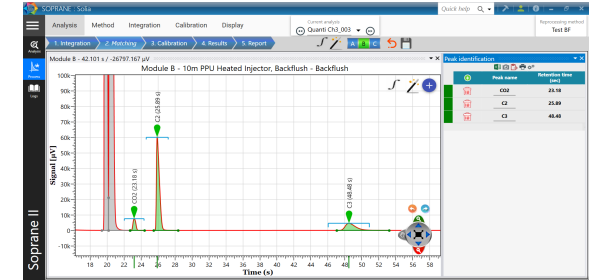 SOPRANE : Solia
Quick help
Analysis Method Integration Calibration Display
Current analysis
Quanti Ch3_003
Reprocessing method
Test BF
1. Integration 2. Matching 3. Calibration 4. Results 5. Report
A B C
Analysis
Process
Logs
Soprane II
Module B - 42.101 s / -26797.167 µV
Module B - 10m PPU Heated Injector, Backflush - Backflush
Signal [µV]
100k
90k
80k
70k
60k
50k
40k
30k
20k
10k
0
-10k
CO2 (23.18 s)
C2 (25.89 s)
C3 (48.48 s)
18 20 22 24 26 28 30 32 34 36 38 40 42 44 46 48 50 52 54 56 58
Time (s)
Peak identification
Peak name Retention time (sec)
CO2 23.18
C2 25.89
C3 48.48